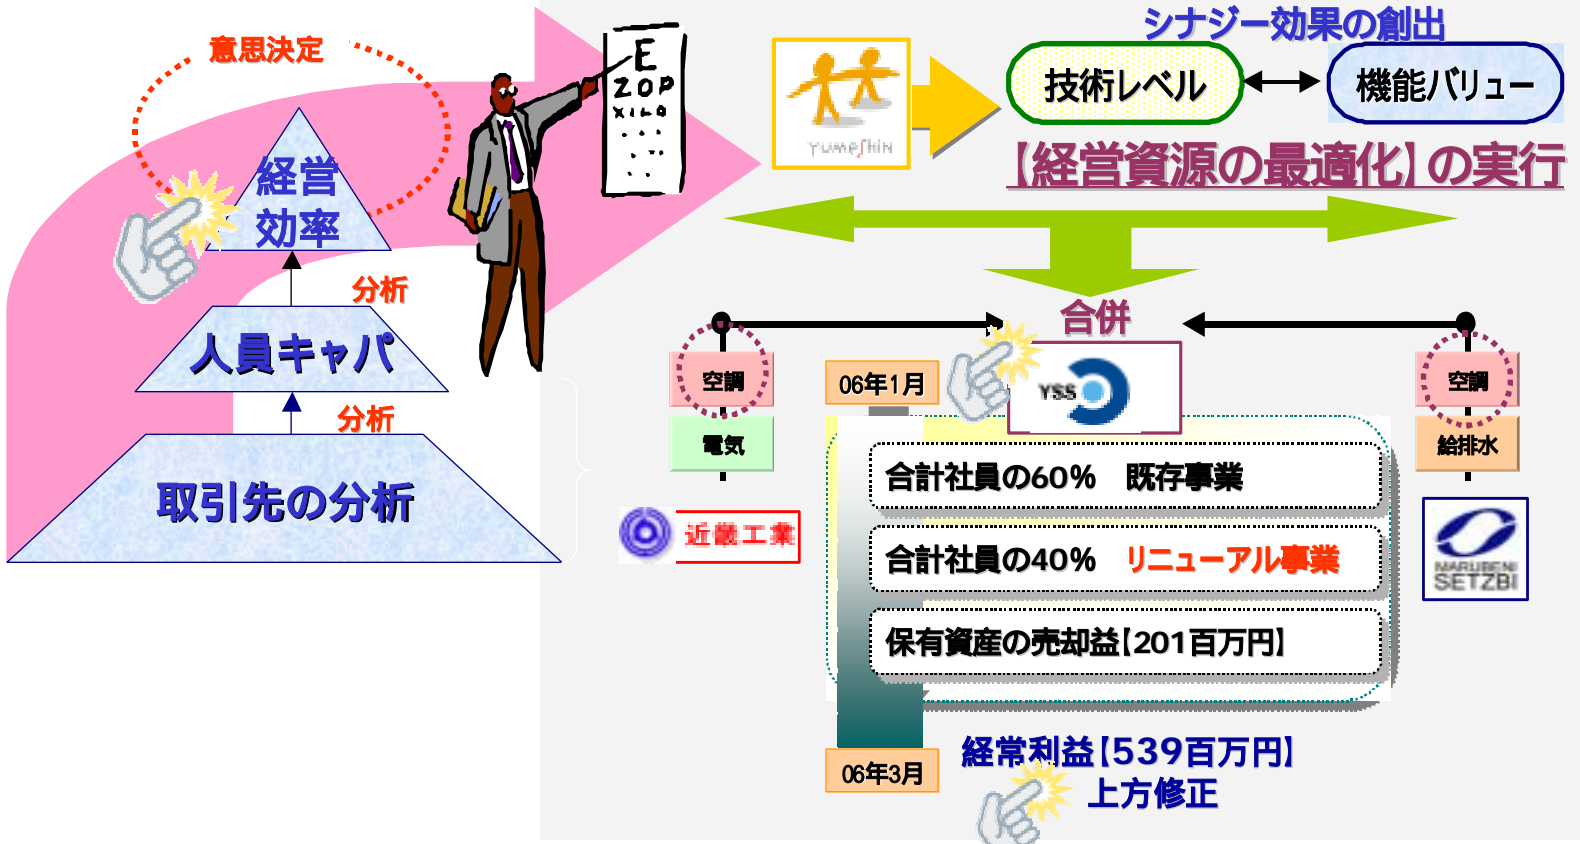 意思決定
経営
効率
分析
人員キャパ
分析
取引先の分析
E
ZOP
XILO
YUMESHIN
シナジー効果の創出
技術レベル
機能バリュー
【経営資源の最適化】の実行
合併
空調
電気
近畿工業
06年1月
YSS
空調
給排水
MARUBENI
SETZBI
合計社員の60％　既存事業
合計社員の40％　リニューアル事業
保有資産の売却益【201百万円】
06年3月
経常利益【539百万円】
上方修正